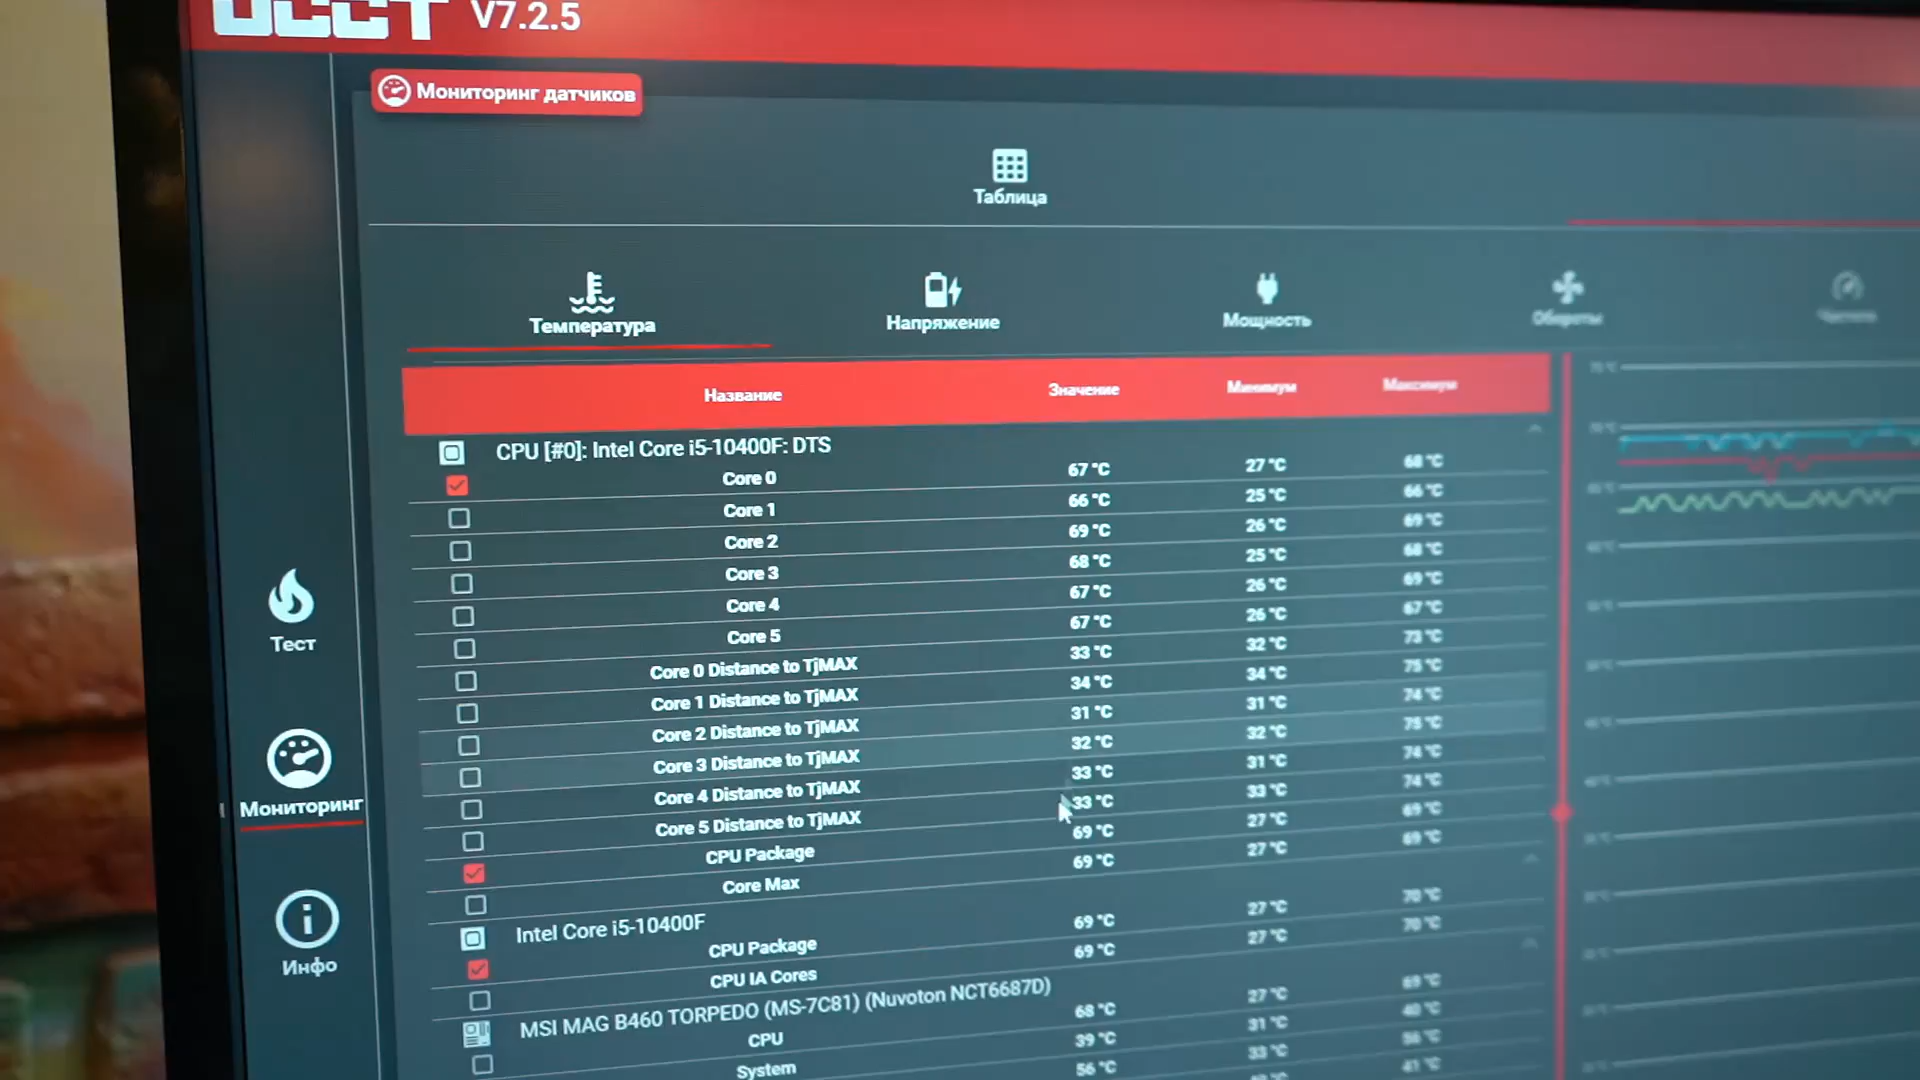 OCCT V7.2.5
Мониторинг датчиков
Таблица
Температура Напряжение Мощность Обороты Частота
Название Значение Минимум Максимум
CPU [#0]: Intel Core i5-10400F: DTS
Core 0 67 °C 27 °C 68 °C
Core 1 66 °C 25 °C 66 °C
Core 2 69 °C 26 °C 69 °C
Core 3 68 °C 25 °C 68 °C
Core 4 67 °C 26 °C 69 °C
Core 5 67 °C 26 °C 67 °C
Core 0 Distance to TjMAX 33 °C 32 °C 73 °C
Core 1 Distance to TjMAX 34 °C 34 °C 75 °C
Core 2 Distance to TjMAX 31 °C 31 °C 74 °C
Core 3 Distance to TjMAX 32 °C 32 °C 75 °C
Core 4 Distance to TjMAX 33 °C 31 °C 74 °C
Core 5 Distance to TjMAX 33 °C 33 °C 74 °C
CPU Package 69 °C 27 °C 69 °C
Core Max 69 °C 27 °C 69 °C
Intel Core i5-10400F
CPU Package 69 °C 27 °C 70 °C
CPU IA Cores 69 °C 27 °C 70 °C
MSI MAG B460 TORPEDO (MS-7C81) (Nuvoton NCT6687D)
CPU 68 °C 27 °C 69 °C
System 39 °C 31 °C 40 °C
56 °C 33 °C
Тест
Мониторинг
Инфо